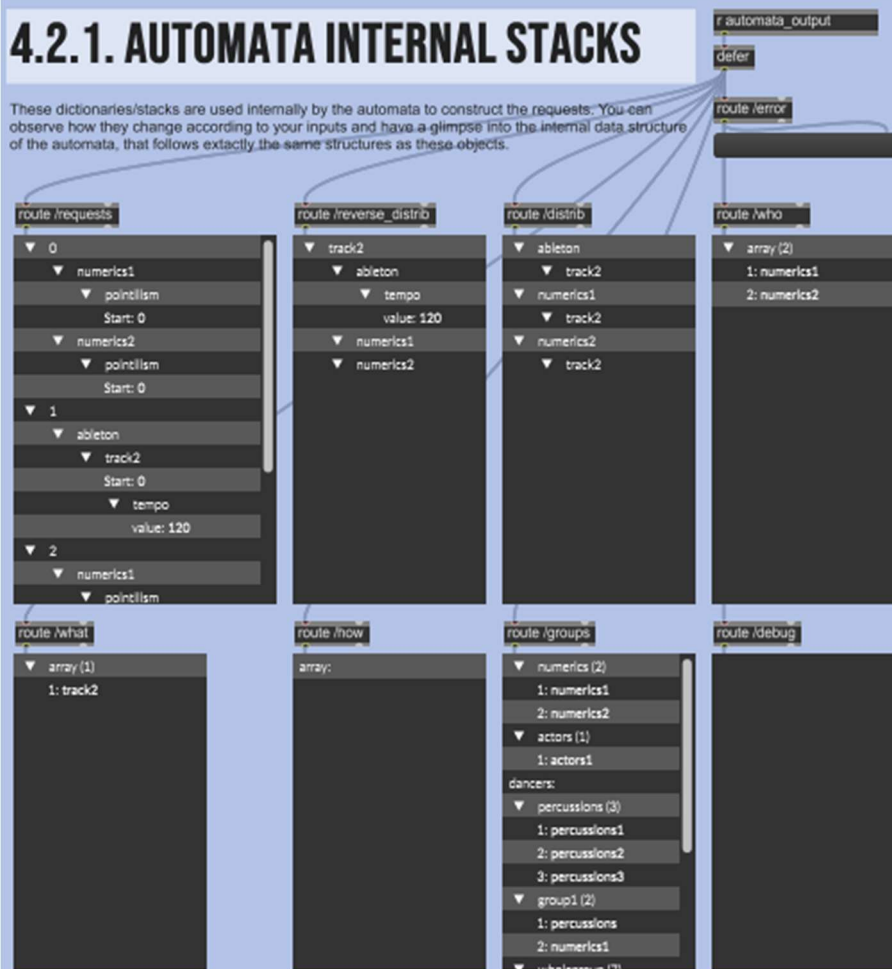 4.2.1. AUTOMATA INTERNAL STACKS
These dictionaries/stacks are used internally by the automata to construct the requests. You can
observe how they change according to your inputs and have a glimpse into the internal data structure
of the automata, that follows extactly the same structures as these objects.
r automata_output
defer
route /error
route /requests
▼ 0
▼ numerics1
▼ pointilism
Start: 0
▼ numerics2
▼ pointilism
Start: 0
▼ 1
▼ ableton
▼ track2
Start: 0
▼ tempo
value: 120
▼ 2
▼ numerics1
▼ pointilism
route /reverse_distrib
▼ track2
▼ ableton
▼ tempo
value: 120
▼ numerics1
▼ numerics2
route /distrib
▼ ableton
▼ track2
▼ numerics1
▼ track2
▼ numerics2
▼ track2
route /who
▼ array (2)
1: numerics1
2: numerics2
route /what
▼ array (1)
1: track2
route /how
array:
route /groups
▼ numerics (2)
1: numerics1
2: numerics2
▼ actors (1)
1: actors1
dancers:
▼ percussions (3)
1: percussions1
2: percussions2
3: percussions3
▼ group1 (2)
1: percussions
2: numerics1
route /debug